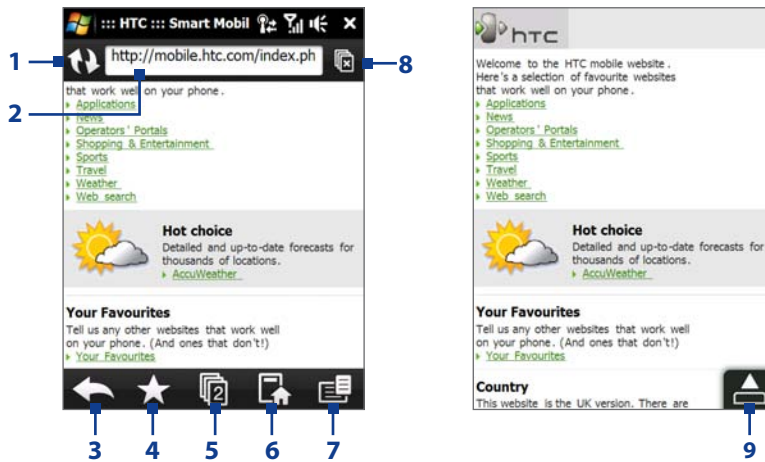 ::: HTC ::: Smart Mobil
1
http://mobile.htc.com/index.ph
8
2
that work well on your phone.
Applications
News
Operators' Portals
Shopping & Entertainment
Sports
Travel
Weather
Web search
Hot choice
Detailed and up-to-date forecasts for
thousands of locations.
AccuWeather
Your Favourites
Tell us any other websites that work well
on your phone. (And ones that don't!)
Your Favourites
2
3
4
5
6
7
hTC
Welcome to the HTC mobile website.
Here's a selection of favourite websites
that work well on your phone.
Applications
News
Operators' Portals
Shopping & Entertainment
Sports
Travel
Weather
Web search
Hot choice
Detailed and up-to-date forecasts for
thousands of locations.
AccuWeather
Your Favourites
Tell us any other websites that work well
on your phone. (And ones that don't!)
Your Favourites
Country
This website is the UK version. There are
9